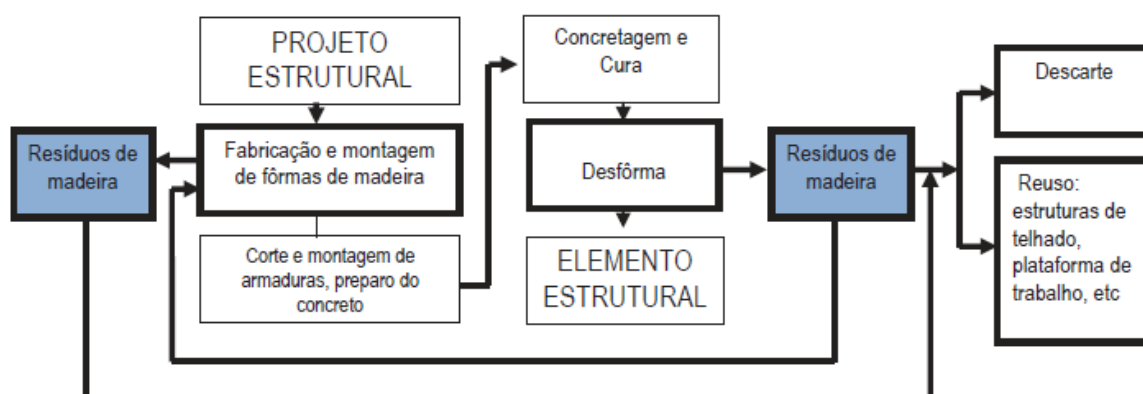 PROJETO
ESTRUTURAL
Concretagem e
Cura
Descarte
Resíduos de
madeira
Fabricação e montagem
de fôrmas de madeira
Desfôrma
Resíduos de
madeira
Reuso:
estruturas de
telhado,
plataforma de
trabalho, etc
Corte e montagem de
armaduras, preparo do
concreto
ELEMENTO
ESTRUTURAL